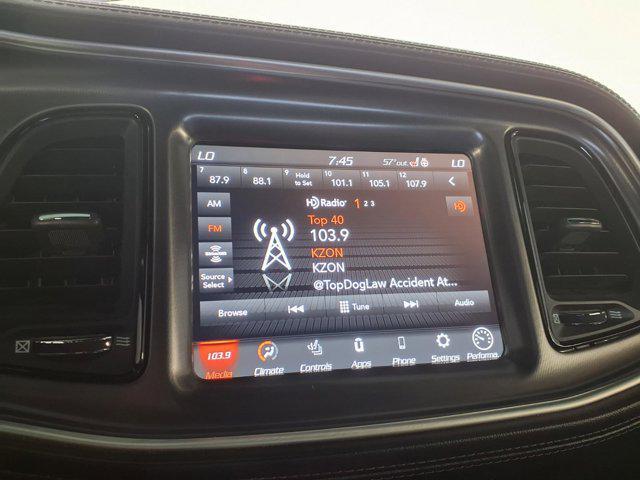 LO 7:45 57°out. LO
7 87.9 8 88.1 9 Hold to Set 10 101.1 11 105.1 12 107.9
AM
HD Radio 1 2 3
HD
Top 40
FM
103.9
KZON
KZON
SiriusXM
Source Select
@TopDogLaw Accident At...
Browse Tune Audio
103.9
Media Climate Controls Apps Phone Settings Performa